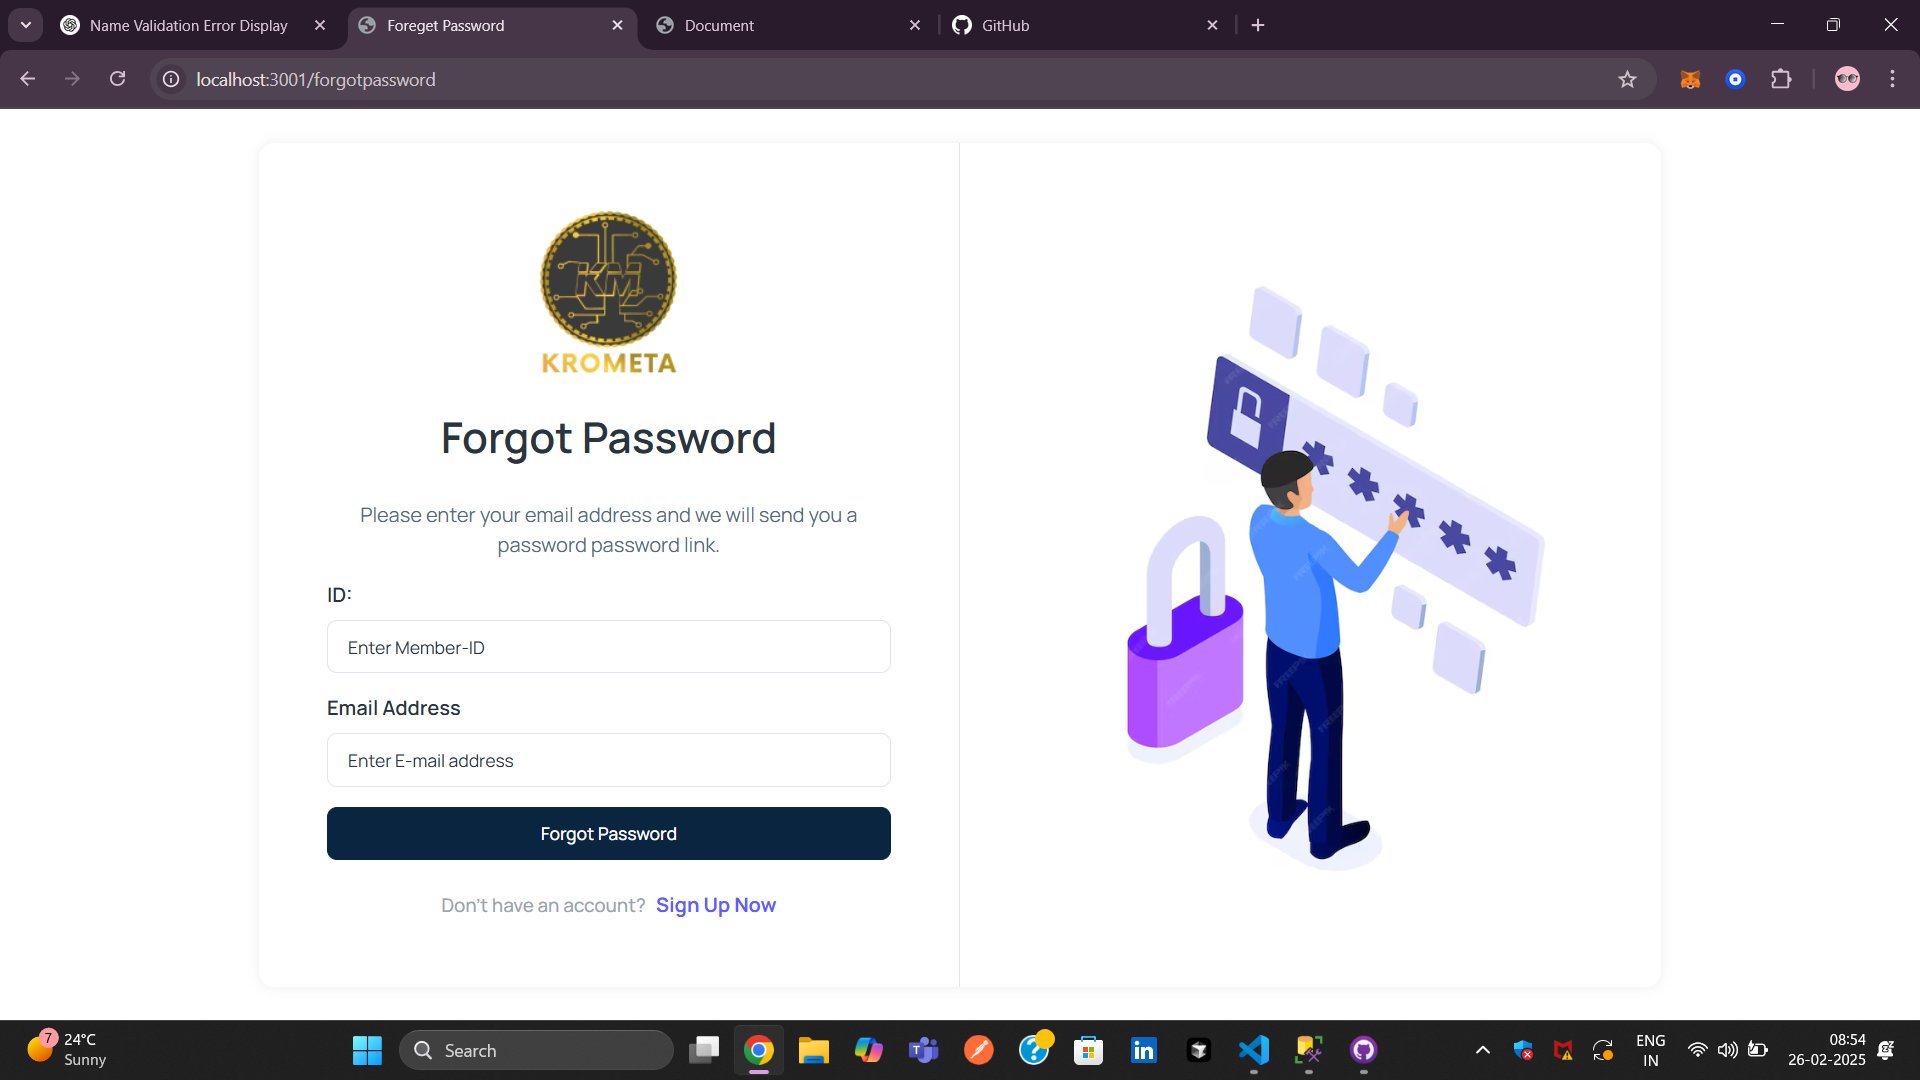 Name Validation Error Display
Foreget Password
Document
GitHub
localhost:3001/forgotpassword
KM
KROMETA
Forgot Password
Please enter your email address and we will send you a
password password link.
ID:
Enter Member-ID
Email Address
Enter E-mail address
Forgot Password
Don't have an account? Sign Up Now
7
24°C
Sunny
Search
ENG
IN
08:54
26-02-2025